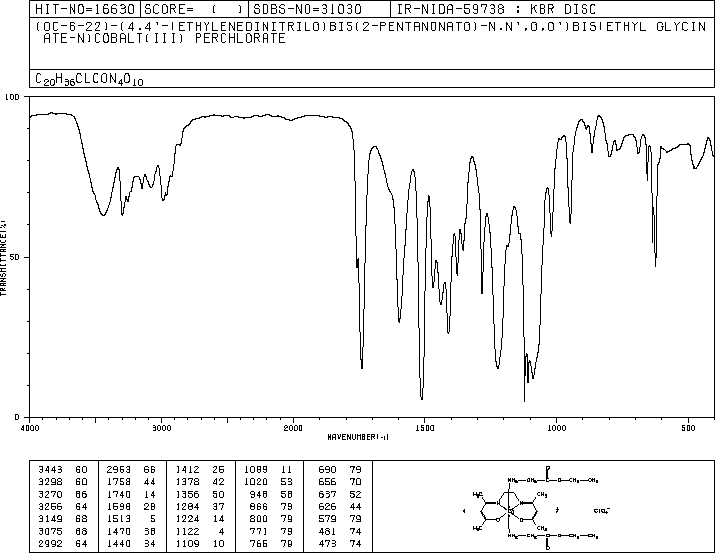 HIT-NO=16630 SCORE= ( ) SDBS-NO=31030 IR-NIDA-59738 : KBR DISC
(OC-6-22)-(4,4'-(ETHYLENEDINITRILO)BIS(2-PENTANONATO)-N,N',O,O')BIS(ETHYL GLYCIN
ATE-N)COBALT(III) PERCHLORATE
C20H36CLCON4O10
100
50
0
TRANSMITTANCE(%)
4000 3000 2000 1500 1000 500
WAVENUMBER(-1)
3443 60 2963 66 1412 26 1089 11 690 79
3298 60 1758 44 1378 42 1020 53 656 70
3270 66 1740 14 1356 50 948 58 637 52
3256 64 1598 28 1284 37 866 79 626 44
3149 68 1513 5 1224 14 800 79 579 79
3075 68 1470 38 1122 4 771 79 481 74
2992 64 1440 34 1109 10 766 79 473 74